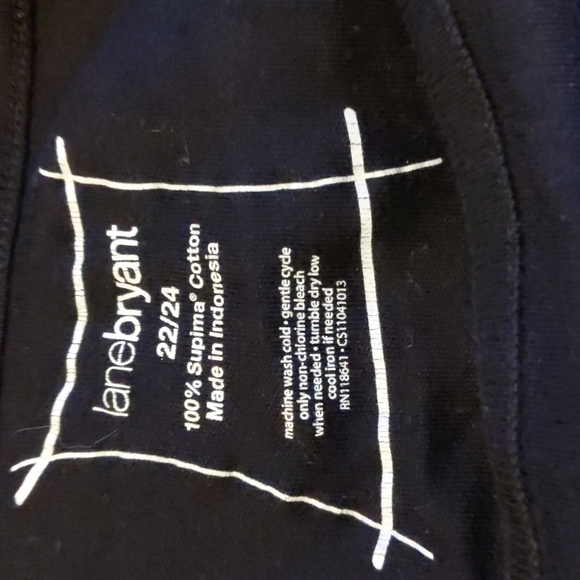 lanebryant
22/24
100% Supima® Cotton
Made in Indonesia
machine wash cold • gentle cycle
only non-chlorine bleach
when needed • tumble dry low
cool iron if needed
RN118641 • CS11041013